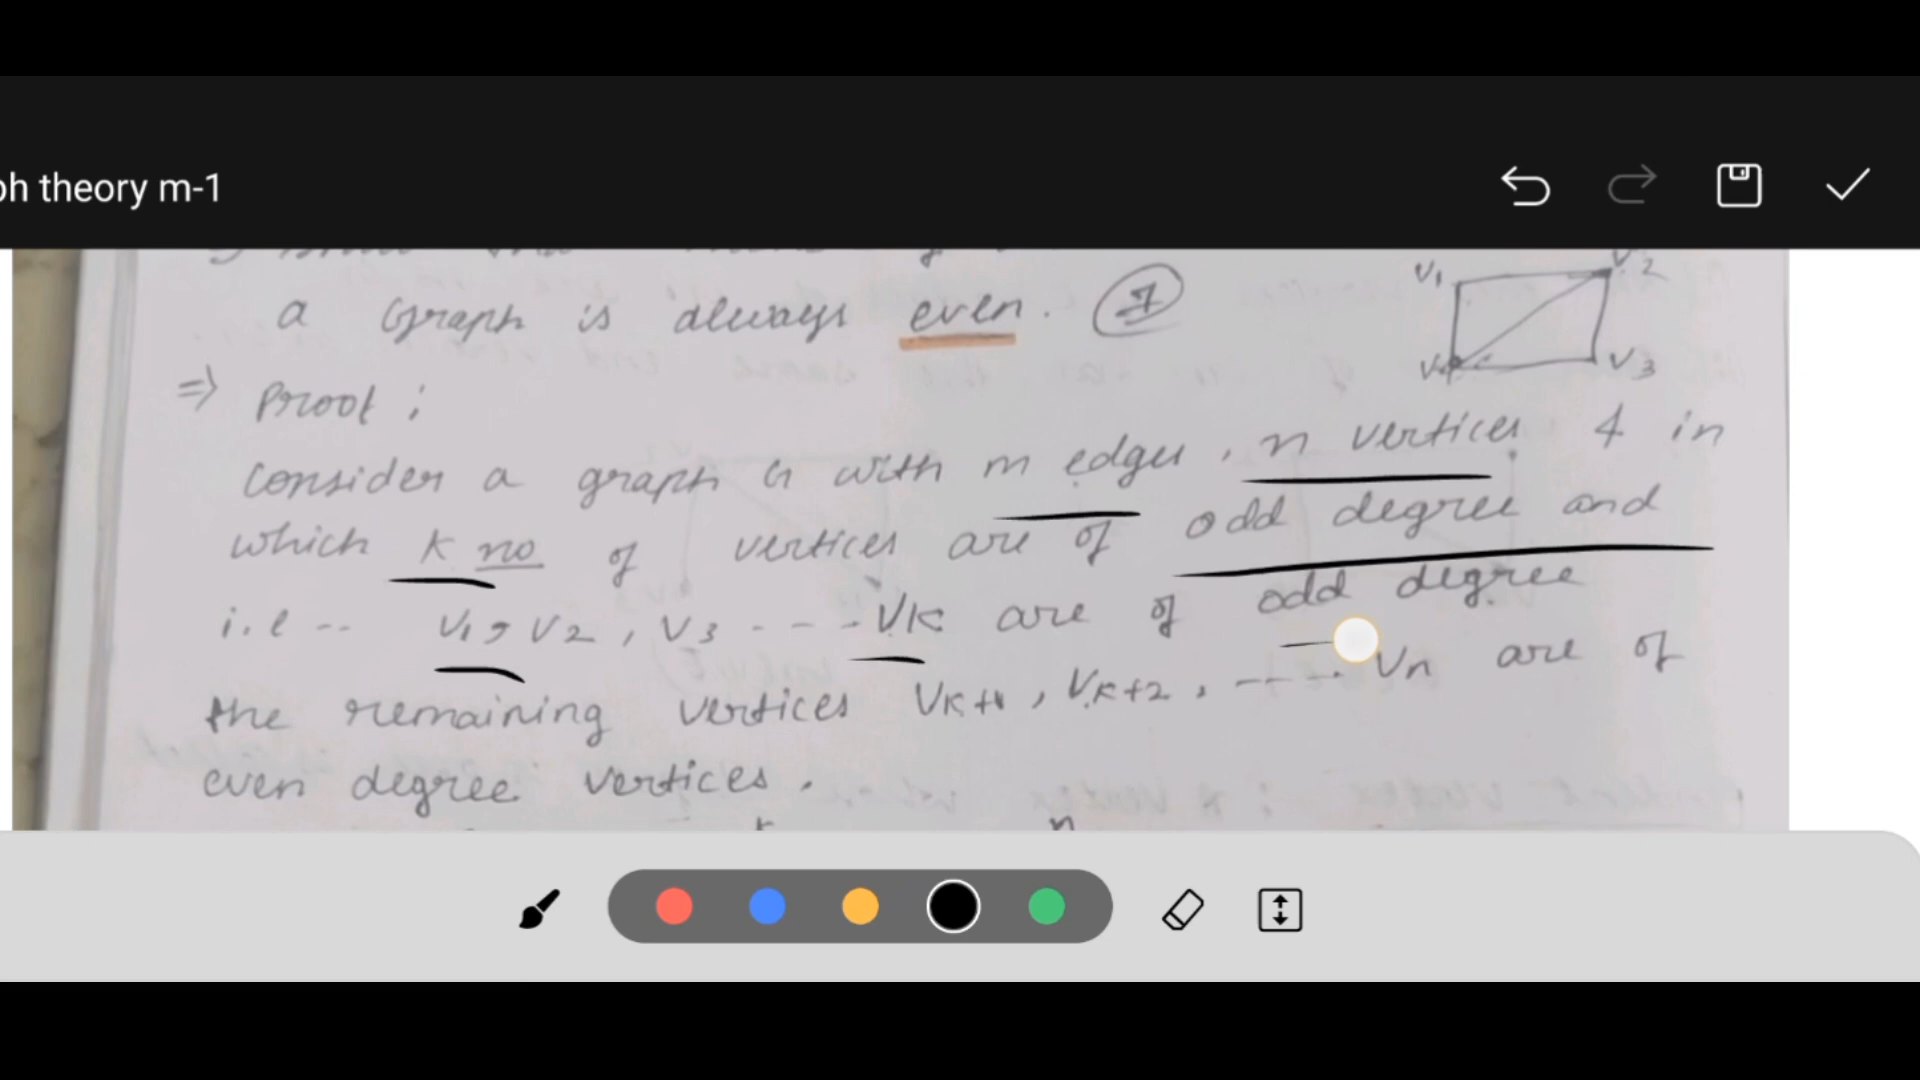 ph theory m-1
a Graph is always even. 7
V1 V2
V4 V3
⇒ Proof ;
Consider a graph G with m edges, n vertices & in
which K no of vertices are of odd degree and
i.e -- V1, V2, V3 - - - - VK are of odd degree
the remaining vertices VK+1, VK+2, ----- Vn are of
even degree vertices.
n